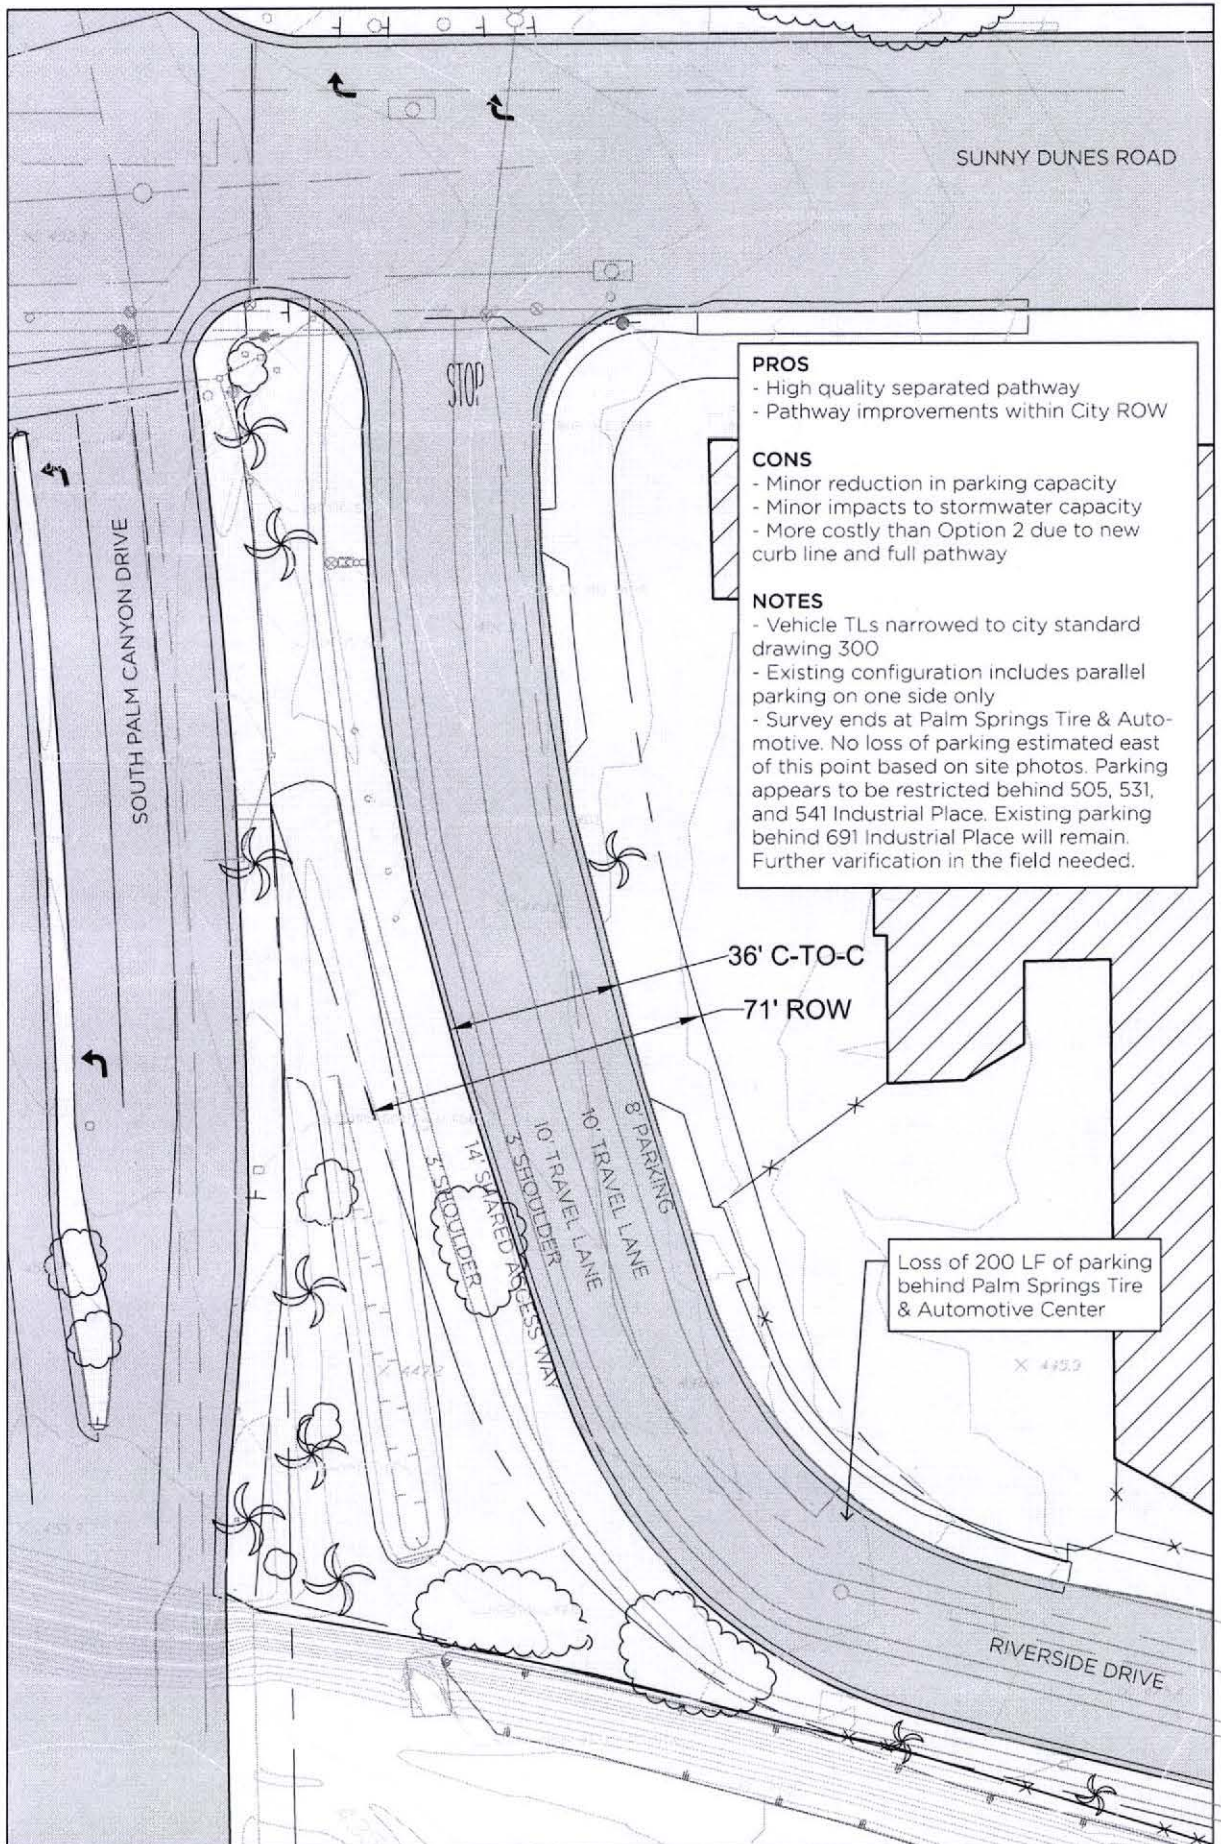 SUNNY DUNES ROAD
STOP
SOUTH PALM CANYON DRIVE
PROS
- High quality separated pathway
- Pathway improvements within City ROW
CONS
- Minor reduction in parking capacity
- Minor impacts to stormwater capacity
- More costly than Option 2 due to new
curb line and full pathway
NOTES
- Vehicle TLs narrowed to city standard
drawing 300
- Existing configuration includes parallel
parking on one side only
- Survey ends at Palm Springs Tire & Auto-
motive. No loss of parking estimated east
of this point based on site photos. Parking
appears to be restricted behind 505, 531,
and 541 Industrial Place. Existing parking
behind 691 Industrial Place will remain.
Further varification in the field needed.
36' C-TO-C
71' ROW
8' PARKING
10' TRAVEL LANE
10' TRAVEL LANE
3' SHOULDER
14' SHARED ACCESS WAY
3' SHOULDER
Loss of 200 LF of parking
behind Palm Springs Tire
& Automotive Center
RIVERSIDE DRIVE